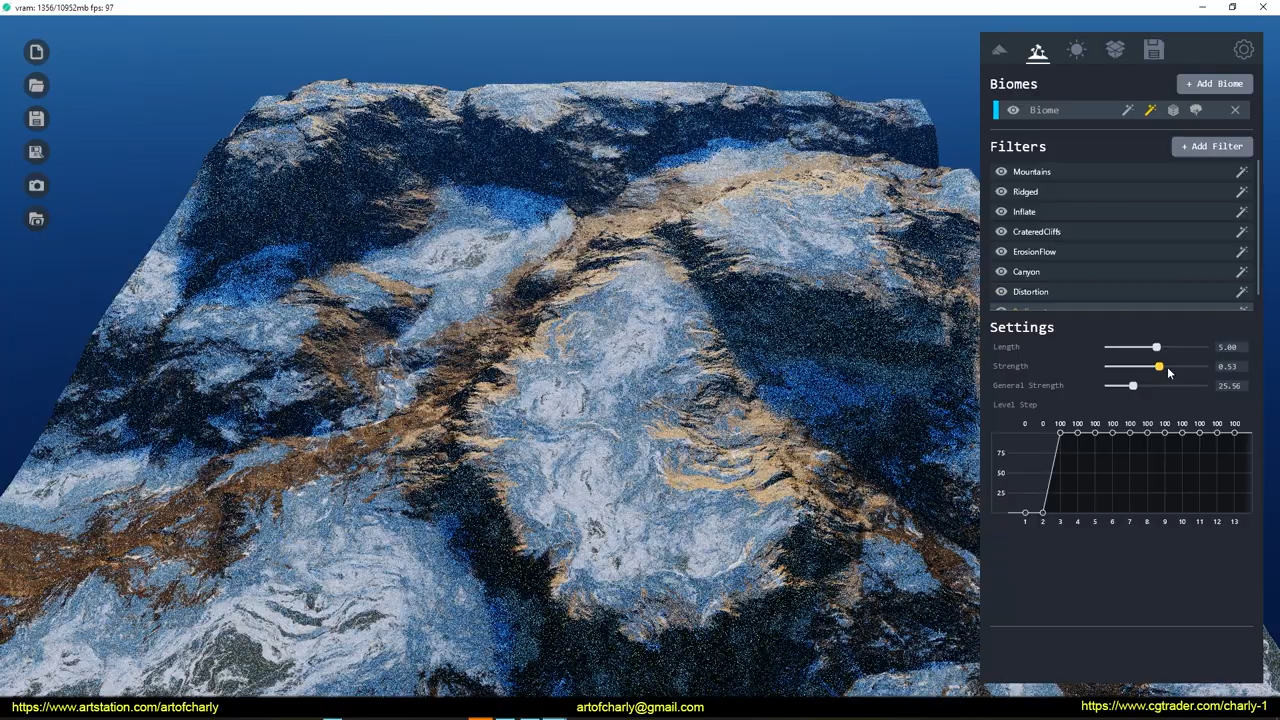 vram: 1356/10952mb fps: 97
Biomes
+ Add Biome
Biome
Filters
+ Add Filter
Mountains
Ridged
Inflate
CrateredCliffs
ErosionFlow
Canyon
Distortion
Settings
Length 5.00
Strength 0.53
General Strength 25.56
Level Step
0 0 100 100 100 100 100 100 100 100 100 100 100
75
50
25
1 2 3 4 5 6 7 8 9 10 11 12 13
https://www.artstation.com/artofcharly
artofcharly@gmail.com
https://www.cgtrader.com/charly-1